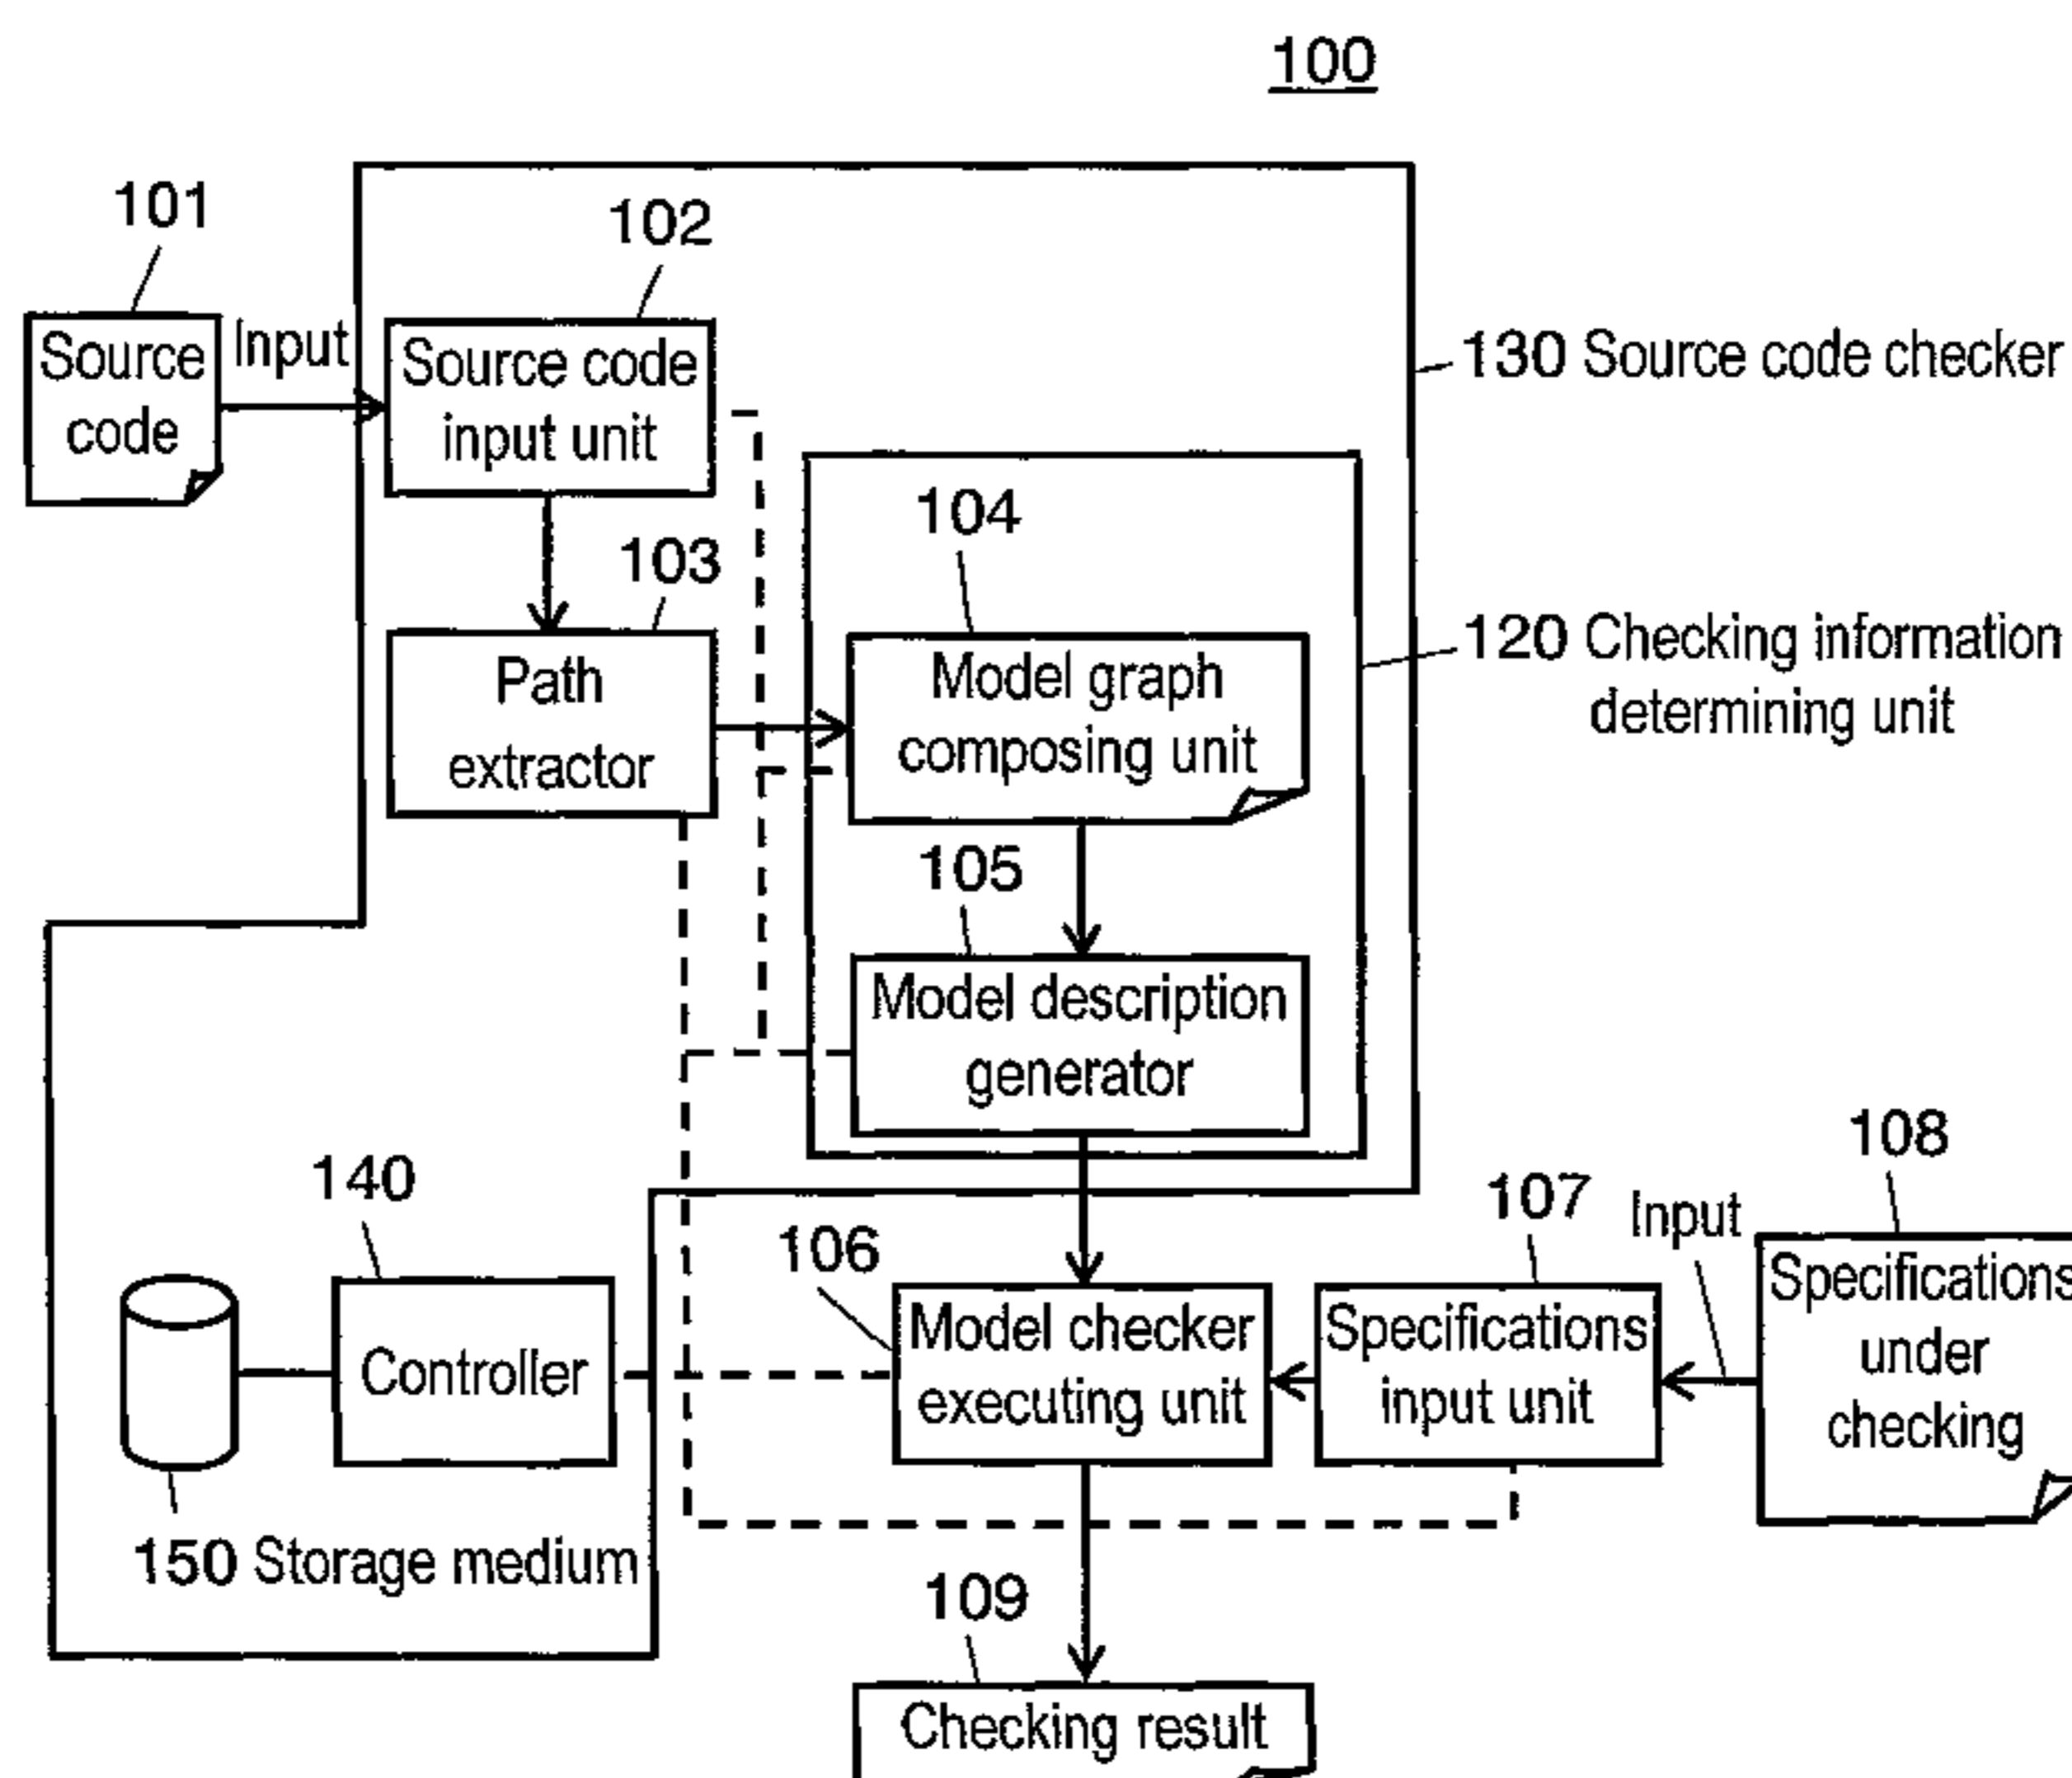 100
101
102
Source
code
Input
Source code
input unit
130 Source code checker
103
104
Path
extractor
Model graph
composing unit
120 Checking information
determining unit
105
Model description
generator
140
106
107
Input
108
Controller
Model checker
executing unit
Specifications
input unit
Specifications
under
checking
150 Storage medium
109
Checking result